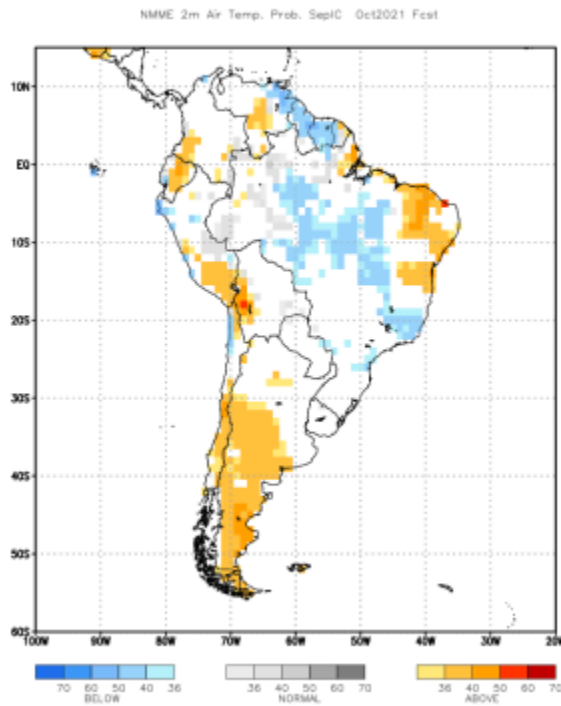 NMME 2m Air Temp. Prob. SepIC Oct2021 Fcst
10N
EQ
10S
20S
30S
40S
50S
60S
100W 90W 80W 70W 60W 50W 40W 30W 20W
70 60 50 40 36 36 40 50 60 70 36 40 50 60 70
BELOW NORMAL ABOVE